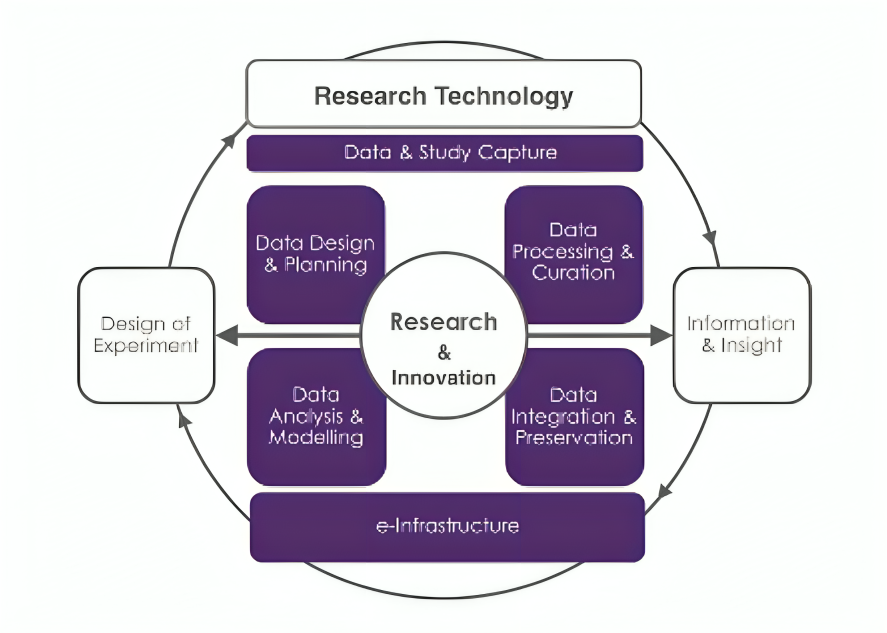 Research Technology
Data & Study Capture
Data Design
& Planning
Data
Processing &
Curation
Design of
Experiment
Research
&
Innovation
Information
& Insight
Data
Analysis &
Modelling
Data
Integration &
Preservation
e-Infrastructure